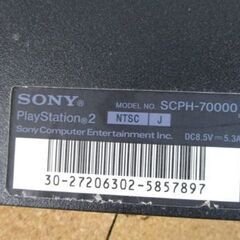 SONY MODEL NO. SCPH-70000
PlayStation®2 NTSC J DC8.5V⎓5.3A
Sony Computer Entertainment Inc.
30-27206302-5857897